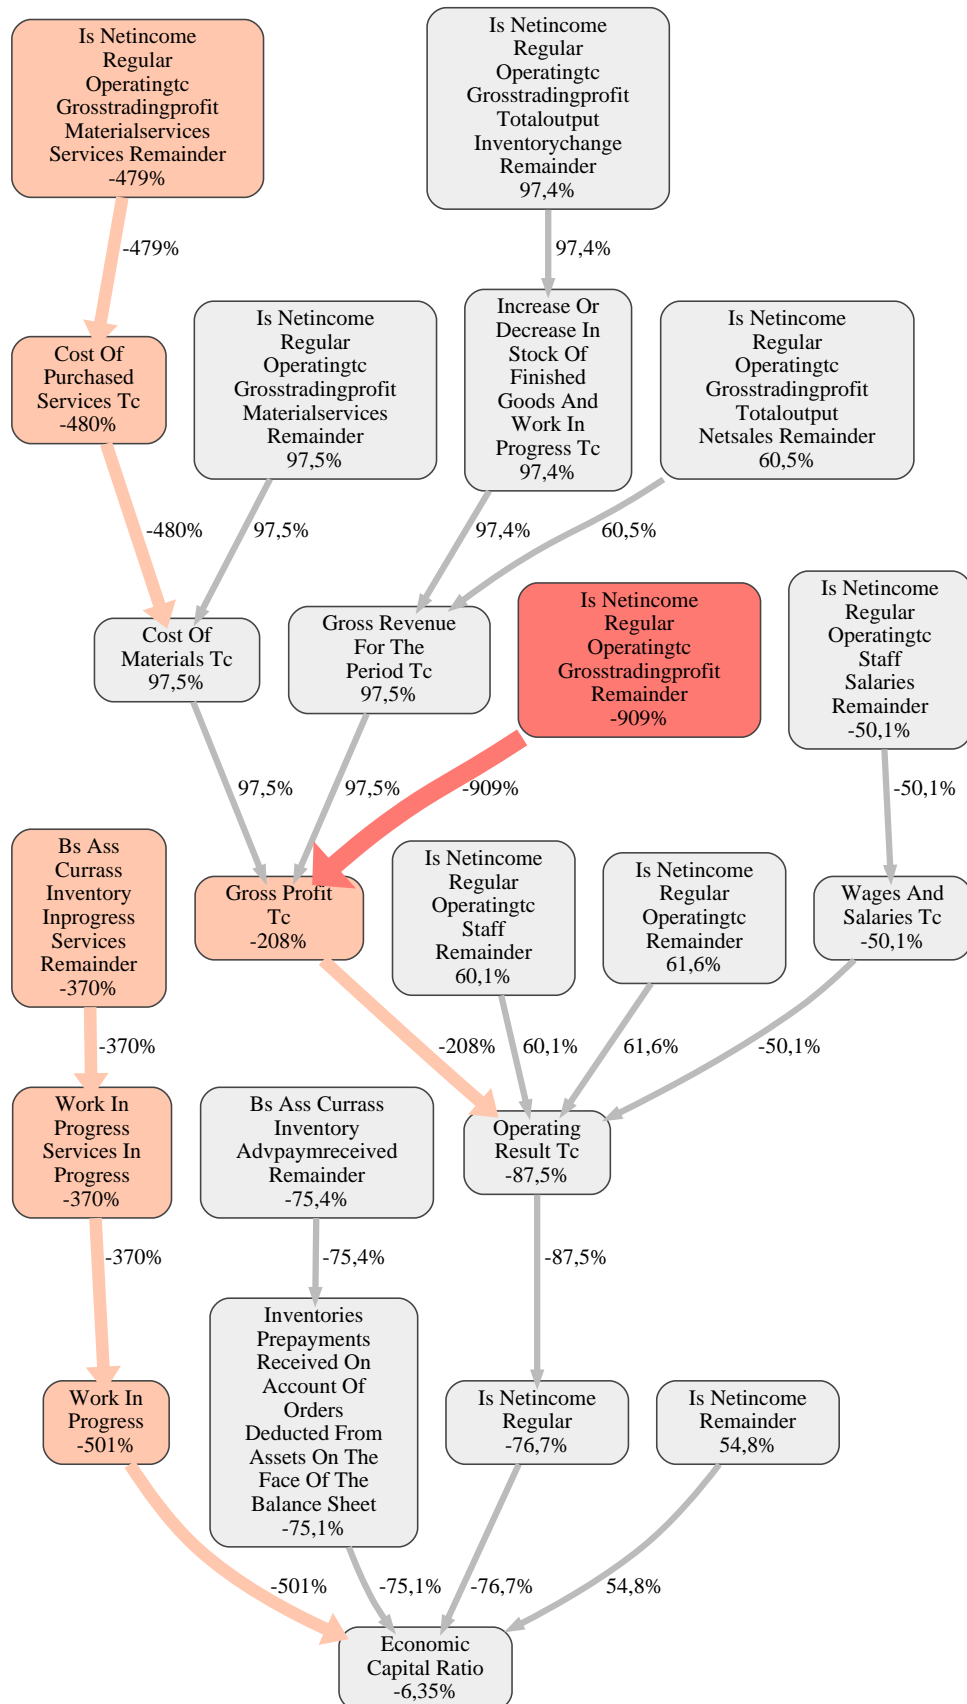 Is Netincome
Regular
Operatingtc
Grosstradingprofit
Materialservices
Services Remainder
-479%
Is Netincome
Regular
Operatingtc
Grosstradingprofit
Totaloutput
Inventorychange
Remainder
97,4%
-479%
97,4%
Cost Of
Purchased
Services Tc
-480%
Is Netincome
Regular
Operatingtc
Grosstradingprofit
Materialservices
Remainder
97,5%
Increase Or
Decrease In
Stock Of
Finished
Goods And
Work In
Progress Tc
97,4%
Is Netincome
Regular
Operatingtc
Grosstradingprofit
Totaloutput
Netsales Remainder
60,5%
-480%
97,5%
97,4%
60,5%
Cost Of
Materials Tc
97,5%
Gross Revenue
For The
Period Tc
97,5%
Is Netincome
Regular
Operatingtc
Grosstradingprofit
Remainder
-909%
Is Netincome
Regular
Operatingtc
Staff
Salaries
Remainder
-50,1%
97,5%
97,5%
-909%
-50,1%
Bs Ass
Currass
Inventory
Inprogress
Services
Remainder
-370%
Gross Profit
Tc
-208%
Is Netincome
Regular
Operatingtc
Staff
Remainder
60,1%
Is Netincome
Regular
Operatingtc
Remainder
61,6%
Wages And
Salaries Tc
-50,1%
-370%
-208%
60,1%
61,6%
-50,1%
Work In
Progress
Services In
Progress
-370%
Bs Ass Currass
Inventory
Advpaymreceived
Remainder
-75,4%
Operating
Result Tc
-87,5%
-370%
-75,4%
-87,5%
Work In
Progress
-501%
Inventories
Prepayments
Received On
Account Of
Orders
Deducted From
Assets On The
Face Of The
Balance Sheet
-75,1%
Is Netincome
Regular
-76,7%
Is Netincome
Remainder
54,8%
-501%
-75,1%
-76,7%
54,8%
Economic
Capital Ratio
-6,35%